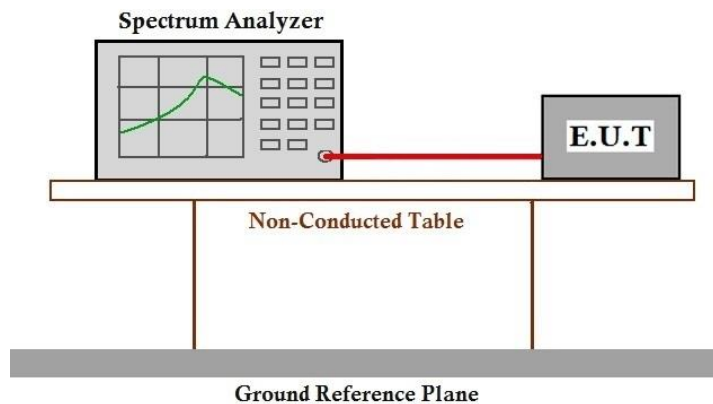 Spectrum Analyzer
E.U.T
Non-Conducted Table
Ground Reference Plane